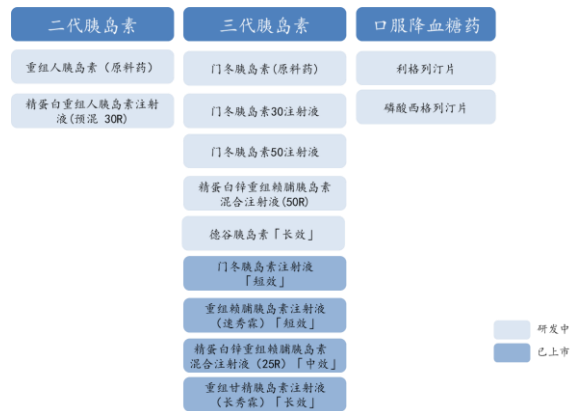 二代胰岛素
重组人胰岛素（原料药）
精蛋白重组人胰岛素注射
液(预混 30R)
三代胰岛素
门冬胰岛素(原料药)
门冬胰岛素30注射液
门冬胰岛素50注射液
精蛋白锌重组赖脯胰岛素
混合注射液(50R)
德谷胰岛素「长效」
门冬胰岛素注射液
「短效」
重组赖脯胰岛素注射液
（速秀霖）「短效」
精蛋白锌重组赖脯胰岛素
混合注射液（25R）「中效」
重组甘精胰岛素注射液
（长秀霖）「长效」
口服降血糖药
利格列汀片
磷酸西格列汀片
研发中
已上市